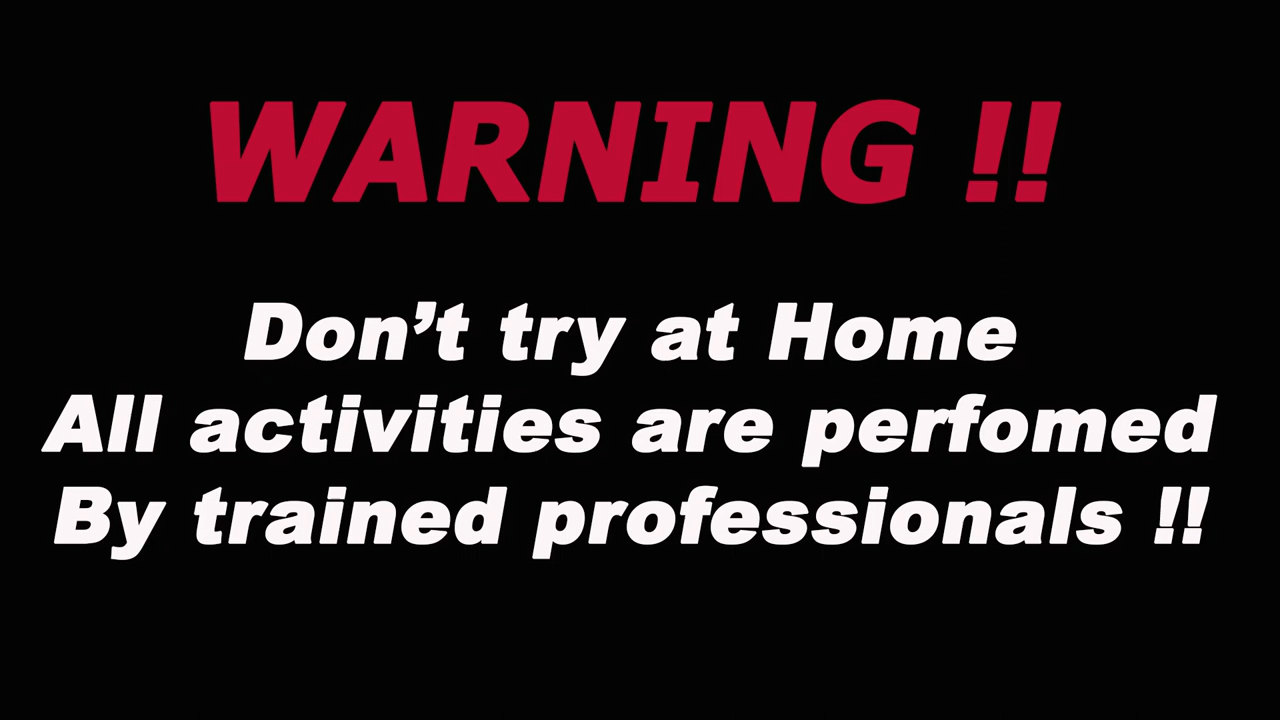 WARNING !!
Don’t try at Home
All activities are perfomed
By trained professionals !!